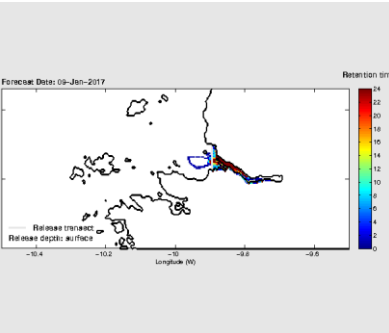 Retention tim
Forecast Date: 09-Jan-2017
24
22
20
18
16
14
12
10
8
6
4
2
0
Release transect
Release depth: surface
-10.4 -10.2 -10 -9.8 -9.6
Longitude (W)